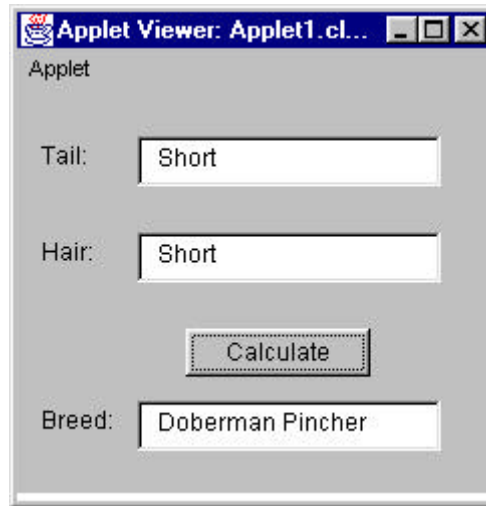 Applet Viewer: Applet1.cl...
Applet
Tail: Short
Hair: Short
Calculate
Breed: Doberman Pincher